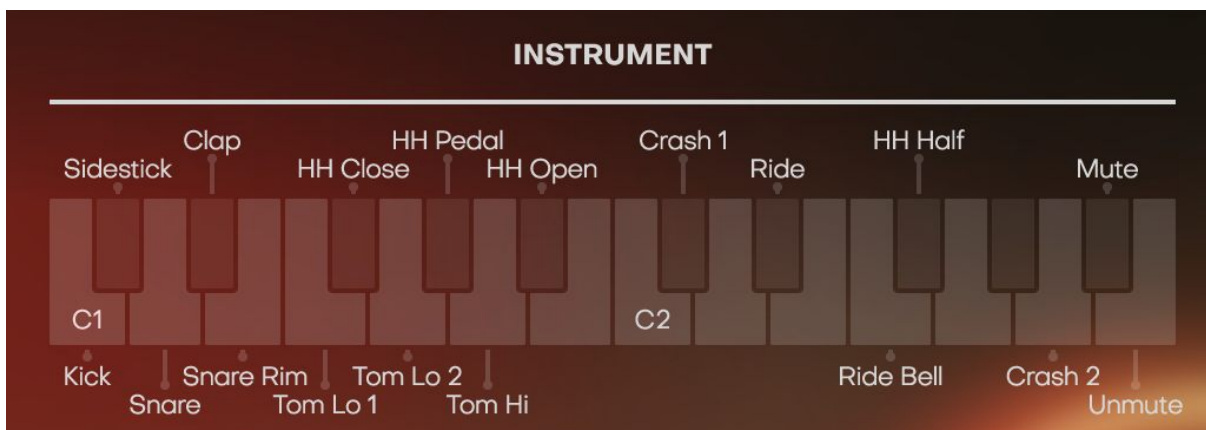 INSTRUMENT
Clap HH Pedal Crash 1 HH Half
Sidestick HH Close HH Open Ride Mute
C1 C2
Kick Snare Rim Tom Lo 2 Ride Bell Crash 2
Snare Tom Lo 1 Tom Hi Unmute